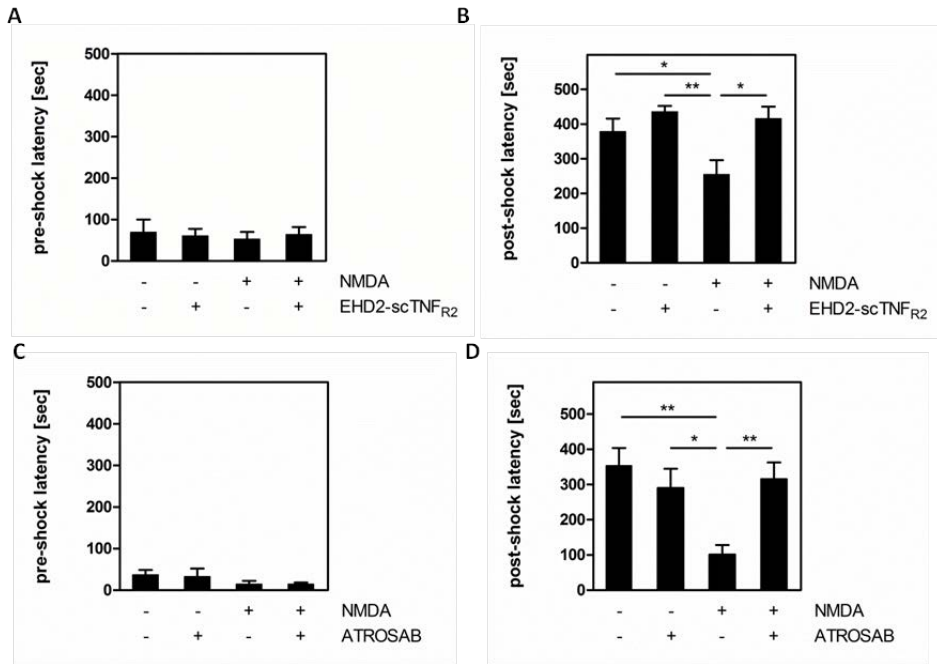 A
pre-shock latency [sec]
500
400
300
200
100
0
- - + + NMDA
- + - + EHD2-scTNFR2
B
post-shock latency [sec]
*
** *
500
400
300
200
100
0
- - + + NMDA
- + - + EHD2-scTNFR2
C
pre-shock latency [sec]
500
400
300
200
100
0
- - + + NMDA
- + - + ATROSAB
D
post-shock latency [sec]
**
* **
500
400
300
200
100
0
- - + + NMDA
- + - + ATROSAB